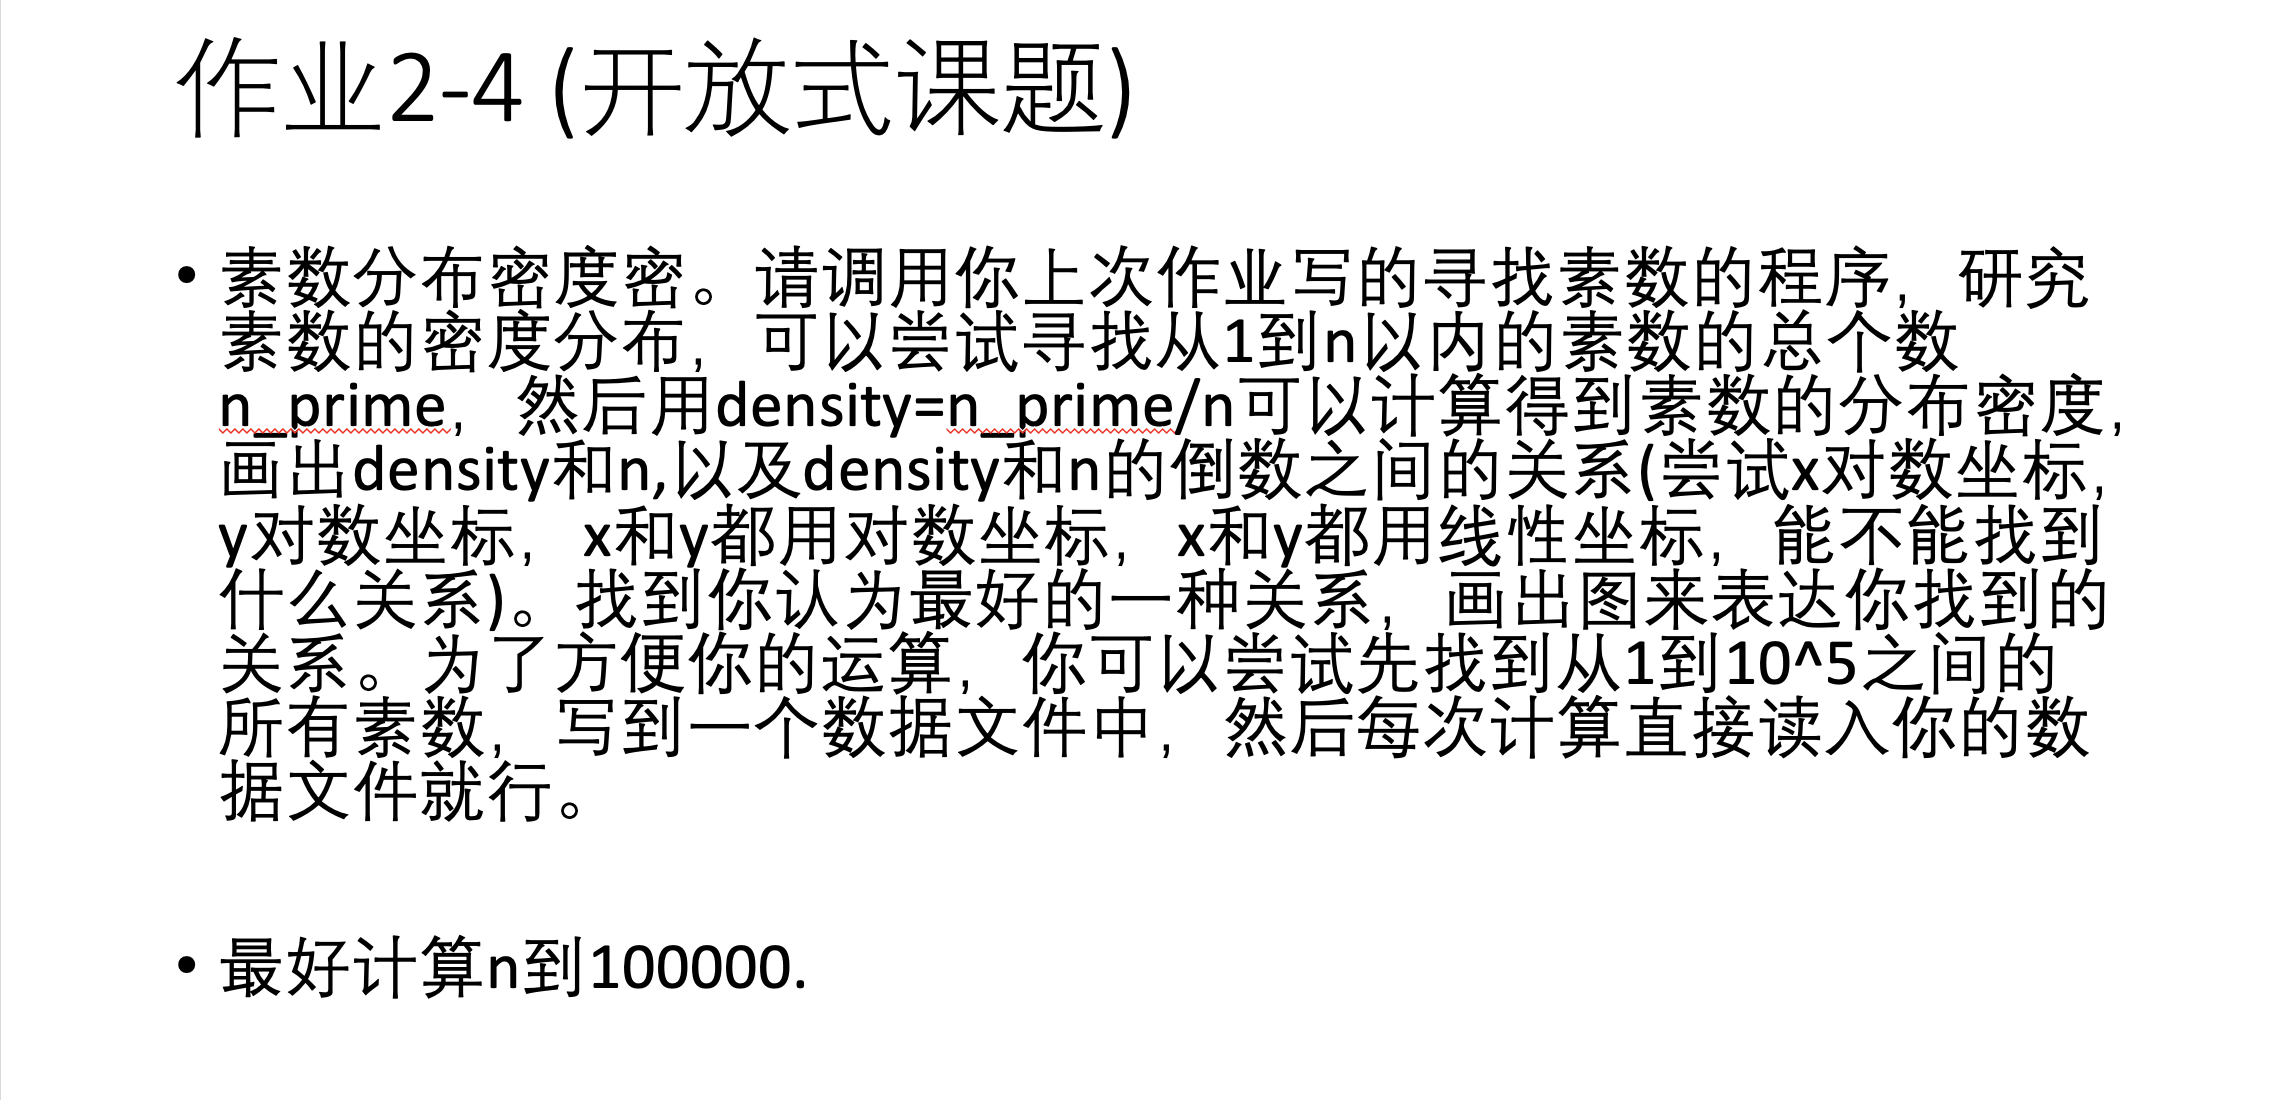 作业2-4 (开放式课题)
• 素数分布密度密。请调用你上次作业写的寻找素数的程序，研究
素数的密度分布，可以尝试寻找从1到n以内的素数的总个数
n_prime， 然后用density=n_prime/n可以计算得到素数的分布密度，
画出density和n,以及density和n的倒数之间的关系(尝试x对数坐标，
y对数坐标，x和y都用对数坐标，x和y都用线性坐标，能不能找到
什么关系)。找到你认为最好的一种关系，画出图来表达你找到的
关系。为了方便你的运算，你可以尝试先找到从1到10^5之间的
所有素数，写到一个数据文件中，然后每次计算直接读入你的数
据文件就行。
• 最好计算n到100000.